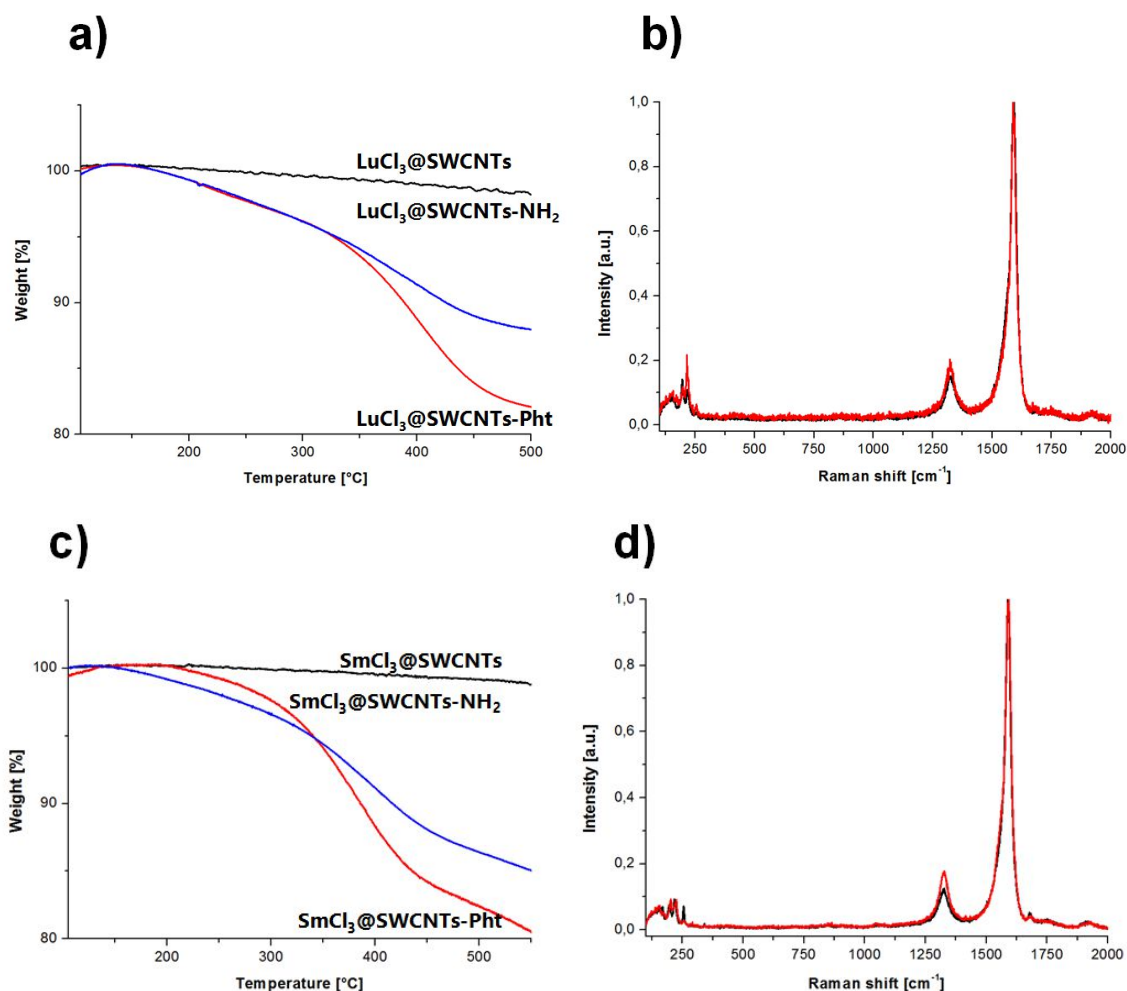 a)
100
90
80
200
300
400
500
Weight [%]
Temperature [°C]
LuCl₃@SWCNTs
LuCl₃@SWCNTs-NH₂
LuCl₃@SWCNTs-Pht
b)
1,0
0,8
0,6
0,4
0,2
0,0
250
500
750
1000
1250
1500
1750
2000
Intensity [a.u.]
Raman shift [cm⁻¹]
c)
100
90
80
200
300
400
500
Weight [%]
Temperature [°C]
SmCl₃@SWCNTs
SmCl₃@SWCNTs-NH₂
SmCl₃@SWCNTs-Pht
d)
1,0
0,8
0,6
0,4
0,2
0,0
250
500
750
1000
1250
1500
1750
2000
Intensity [a.u.]
Raman shift [cm⁻¹]